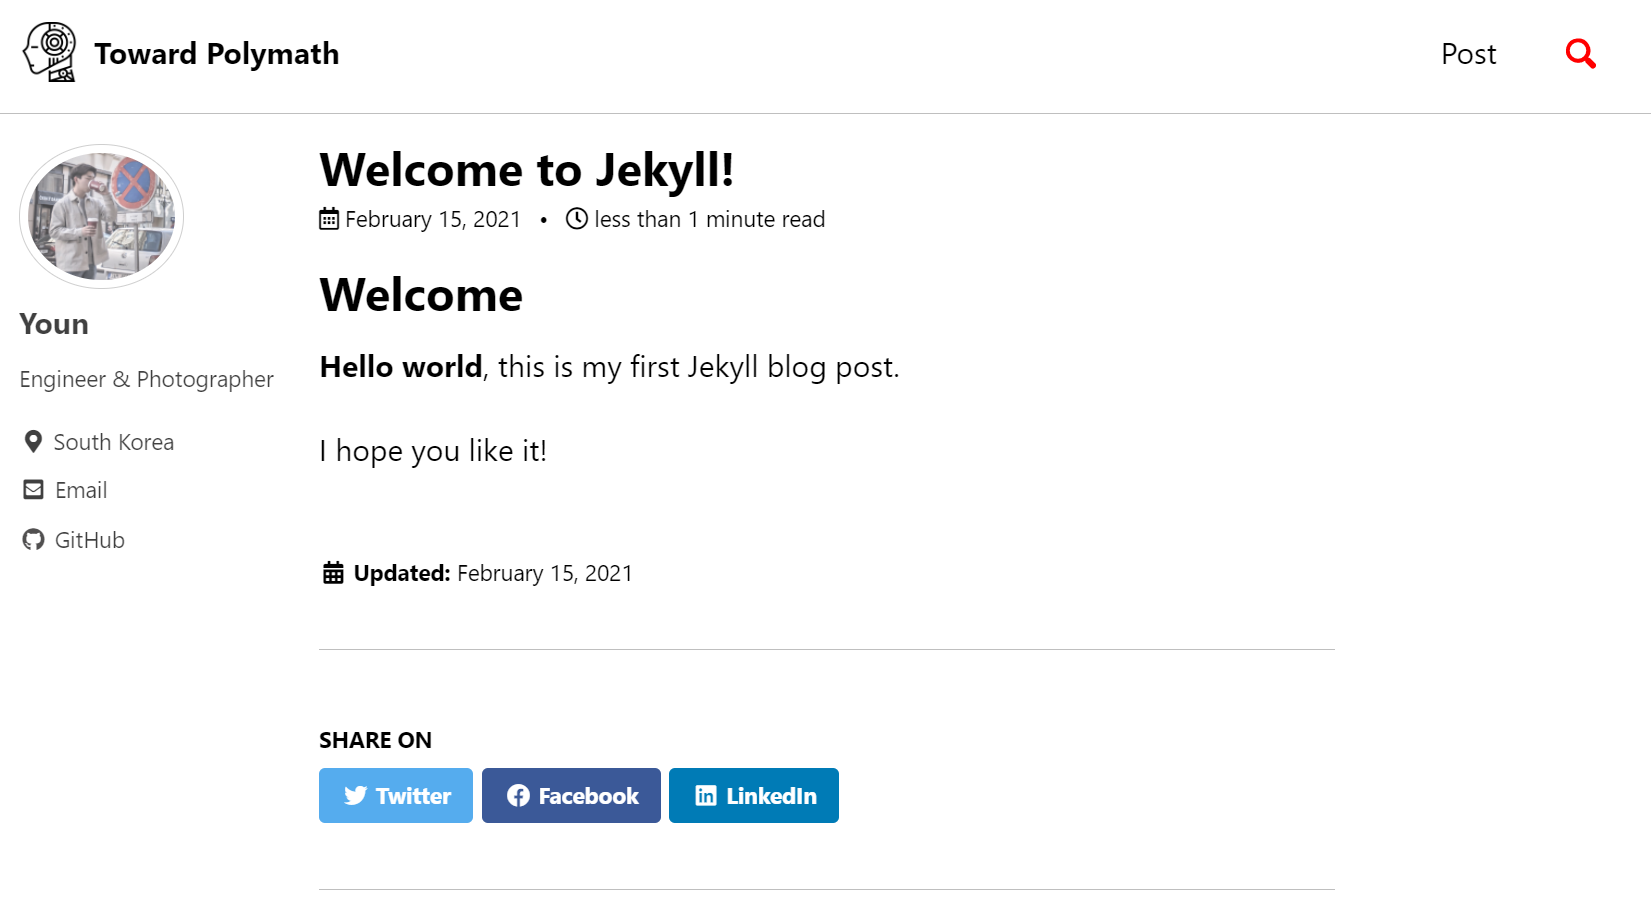 Toward Polymath
Post
Welcome to Jekyll!
February 15, 2021 • less than 1 minute read
Youn
Engineer & Photographer
South Korea
Email
GitHub
Welcome
Hello world, this is my first Jekyll blog post.
I hope you like it!
Updated: February 15, 2021
SHARE ON
Twitter Facebook LinkedIn